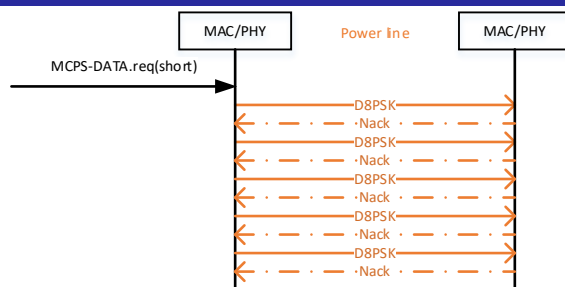 MAC/PHY Power line MAC/PHY
MCPS-DATA.req(short)
D8PSK
Nack
D8PSK
Nack
D8PSK
Nack
D8PSK
Nack
D8PSK
Nack